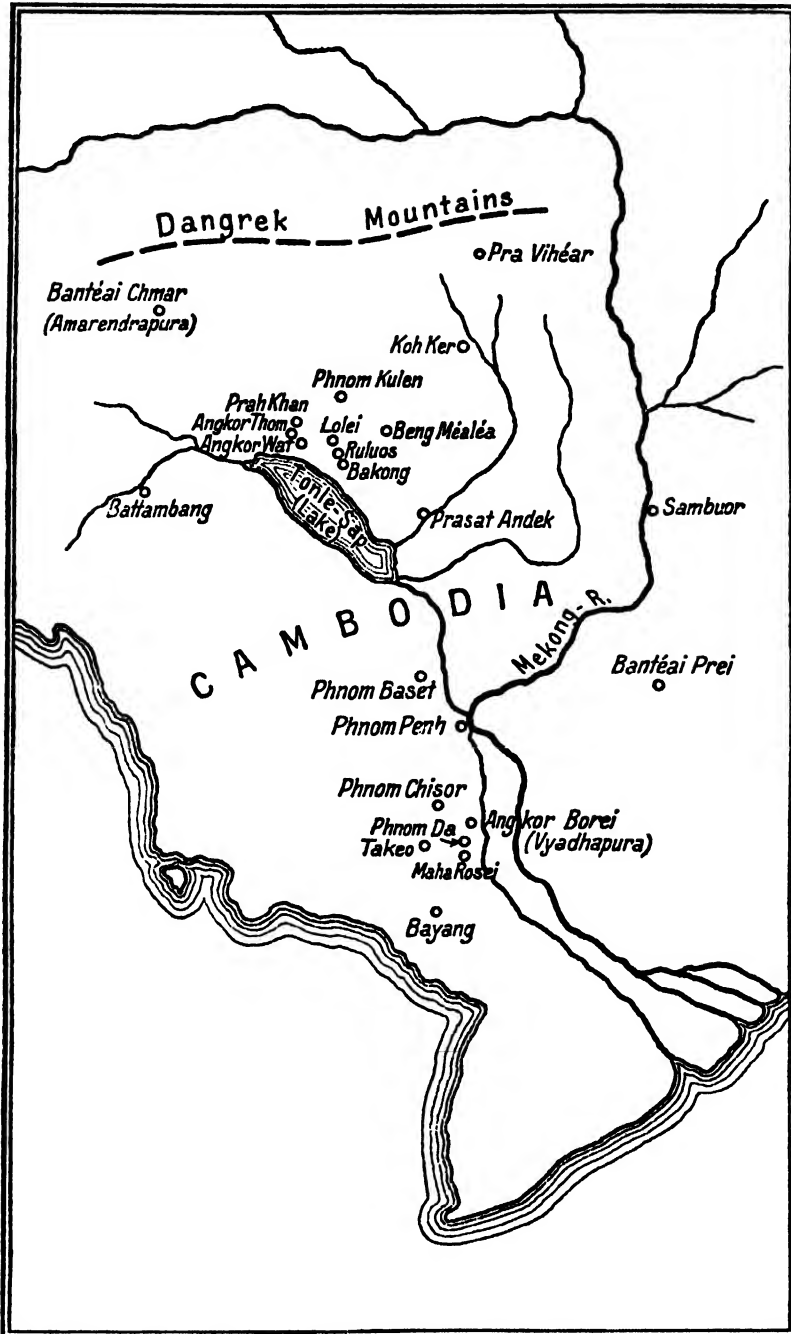 Dangrek Mountains
Pra Vihéar
Bantéai Chmar
(Amarendrapura)
Koh Ker
Phnom Kulen
Prah Khan
Angkor Thom
Lolei
Beng Méaléa
Angkor Wat
Ruluos
Bakong
Tonle-Sap
(Lake)
Battambang
Prasat Andek
Sambuor
CAMBODIA
Mekong-R.
Bantéai Prei
Phnom Baset
Phnom Penh
Phnom Chisor
Angkor Borei
(Vyadhapura)
Phnom Da
Takeo
Maha Rosei
Bayang